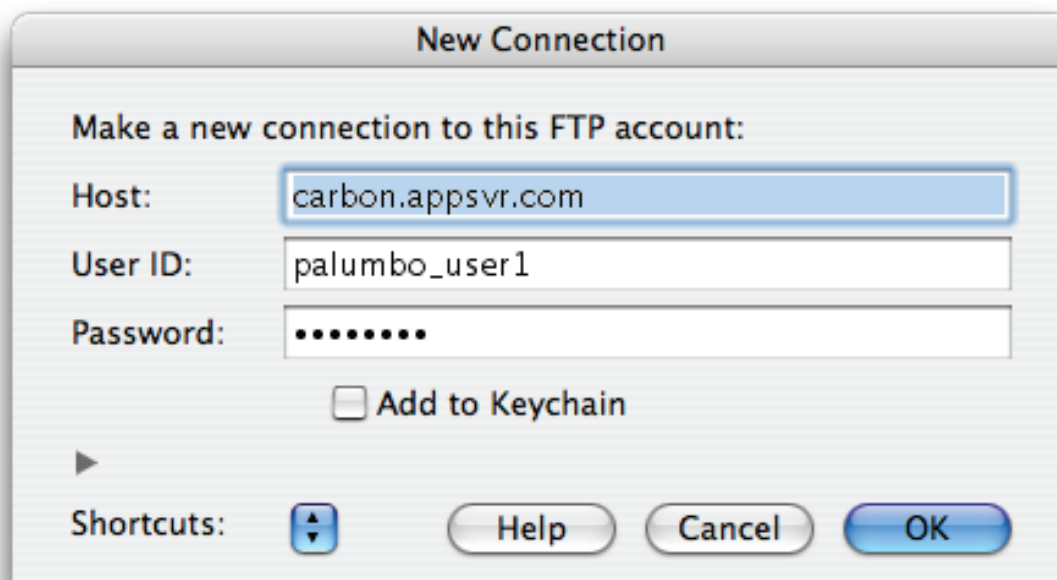 New Connection
Make a new connection to this FTP account:
Host: carbon.appsvr.com
User ID: palumbo_user1
Password: ••••••••
Add to Keychain
Shortcuts: Help Cancel OK